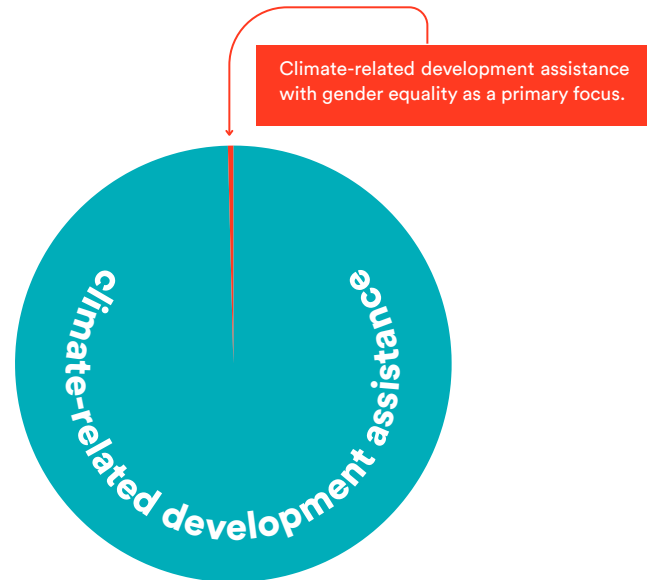 Climate-related development assistance
with gender equality as a primary focus.
climate-related development assistance